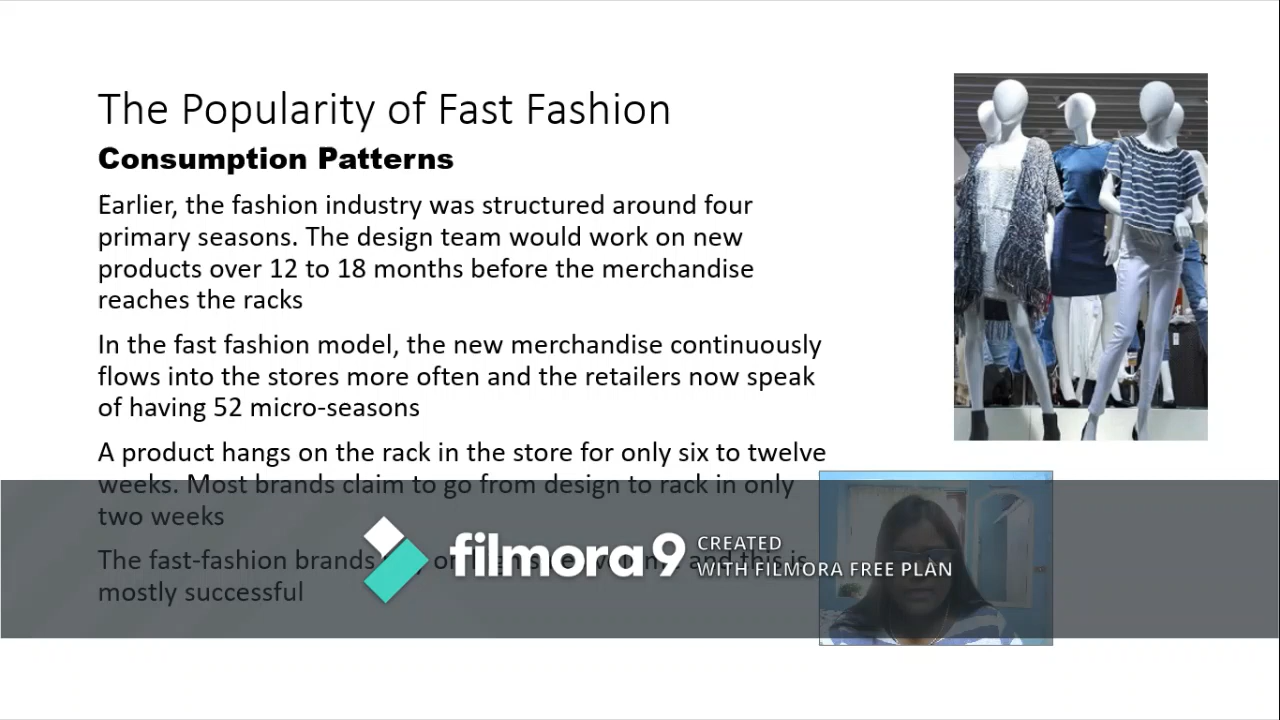 The Popularity of Fast Fashion
Consumption Patterns
Earlier, the fashion industry was structured around four
primary seasons. The design team would work on new
products over 12 to 18 months before the merchandise
reaches the racks
In the fast fashion model, the new merchandise continuously
flows into the stores more often and the retailers now speak
of having 52 micro-seasons
A product hangs on the rack in the store for only six to twelve
weeks. Most brands claim to go from design to rack in only
two weeks
The fast-fashion brands and this is
mostly successful
filmora9
CREATED
WITH FILMORA FREE PLAN